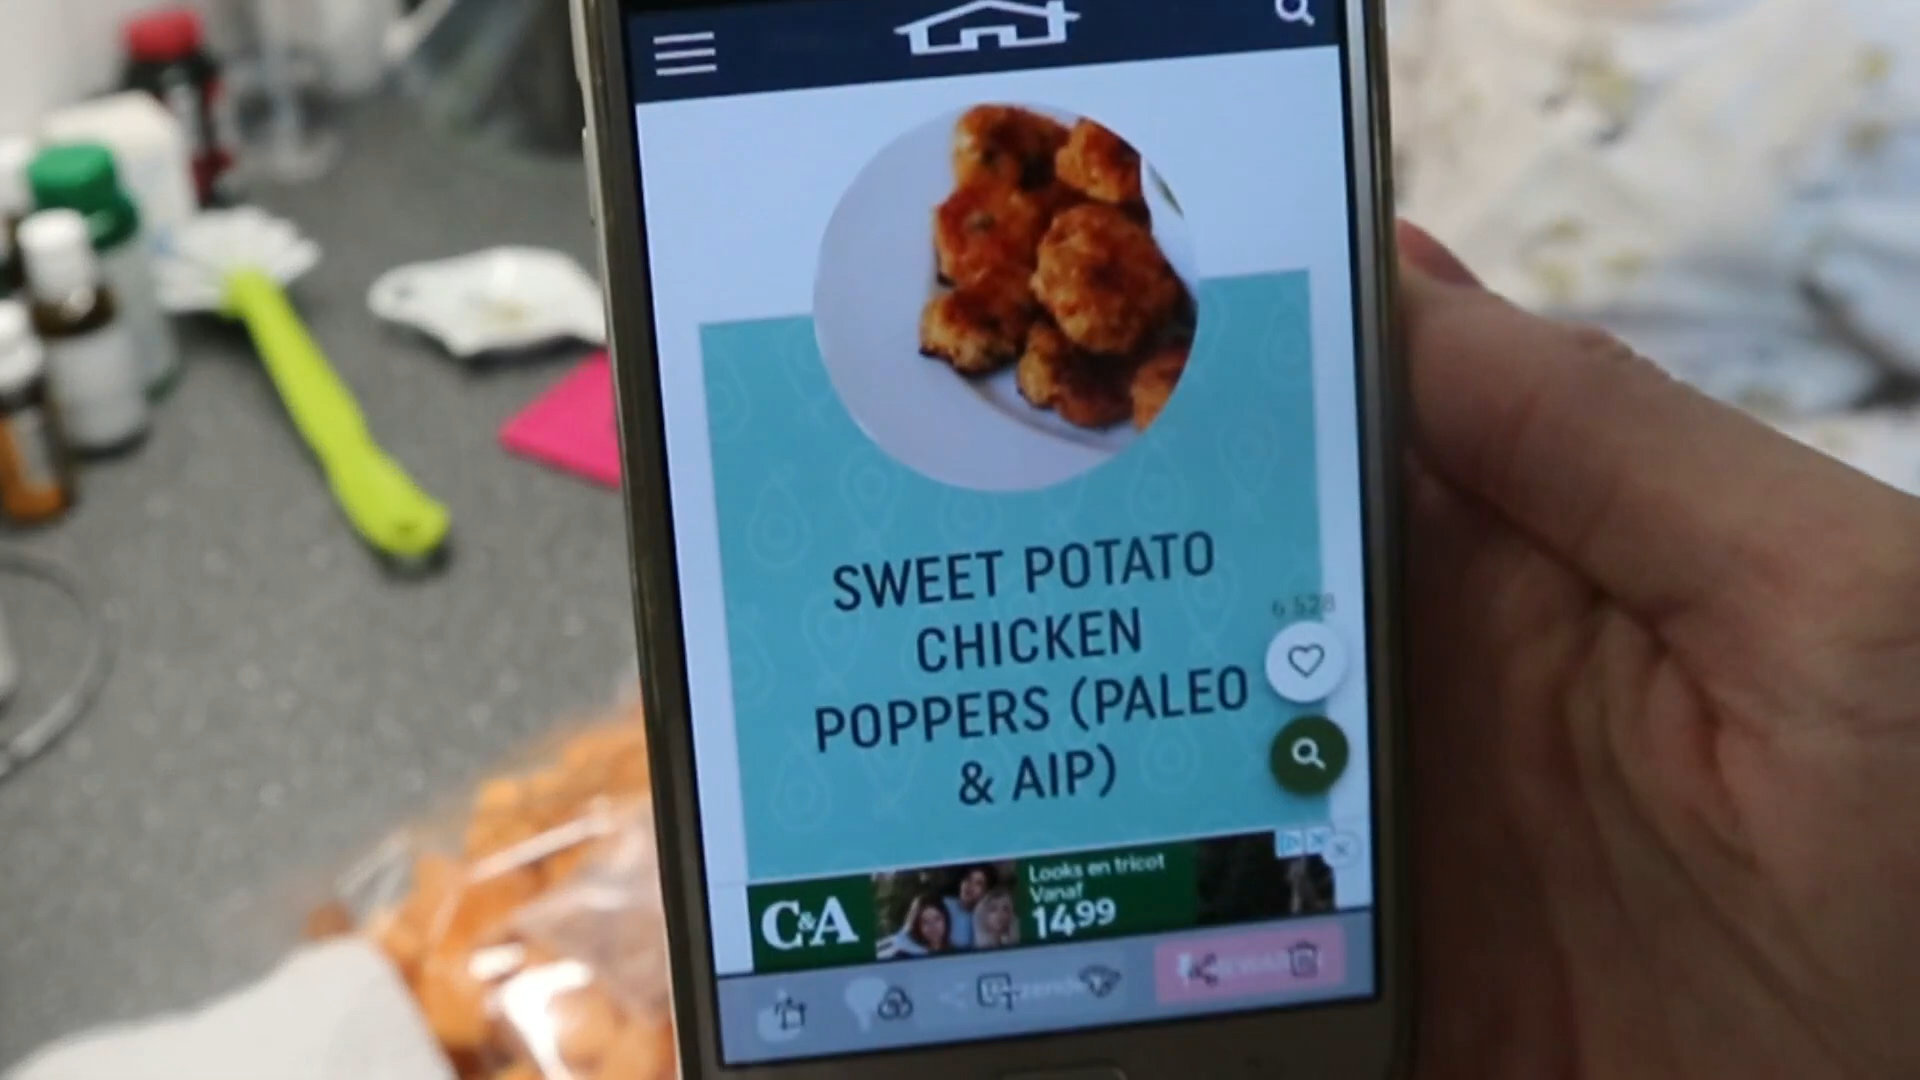 SWEET POTATO
CHICKEN
POPPERS (PALEO
& AIP)
6.528
C&A
Looks en tricot
Vanaf
14.99